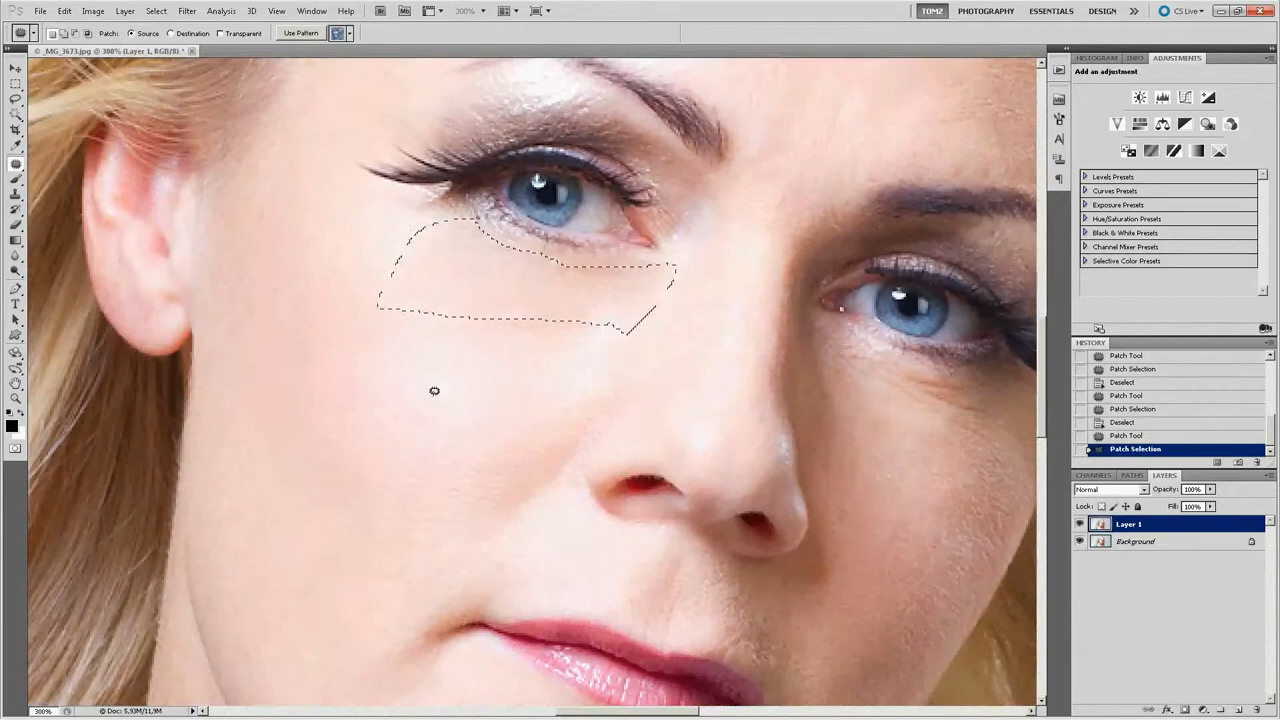 Ps File Edit Image Layer Select Filter Analysis 3D View Window Help Br Mb 300% TOMZ PHOTOGRAPHY ESSENTIALS DESIGN CS Live
Patch: Source Destination Transparent Use Pattern
_MG_3673.jpg @ 300% (Layer 1, RGB/8) *
HISTOGRAM INFO ADJUSTMENTS
Add an adjustment
Levels Presets
Curves Presets
Exposure Presets
Hue/Saturation Presets
Black & White Presets
Channel Mixer Presets
Selective Color Presets
HISTORY
Patch Tool
Patch Selection
Deselect
Patch Tool
Patch Selection
Deselect
Patch Tool
Patch Selection
CHANNELS PATHS LAYERS
Normal Opacity: 100%
Lock: Fill: 100%
Layer 1
Background
300% Doc: 5,93M/11,9M